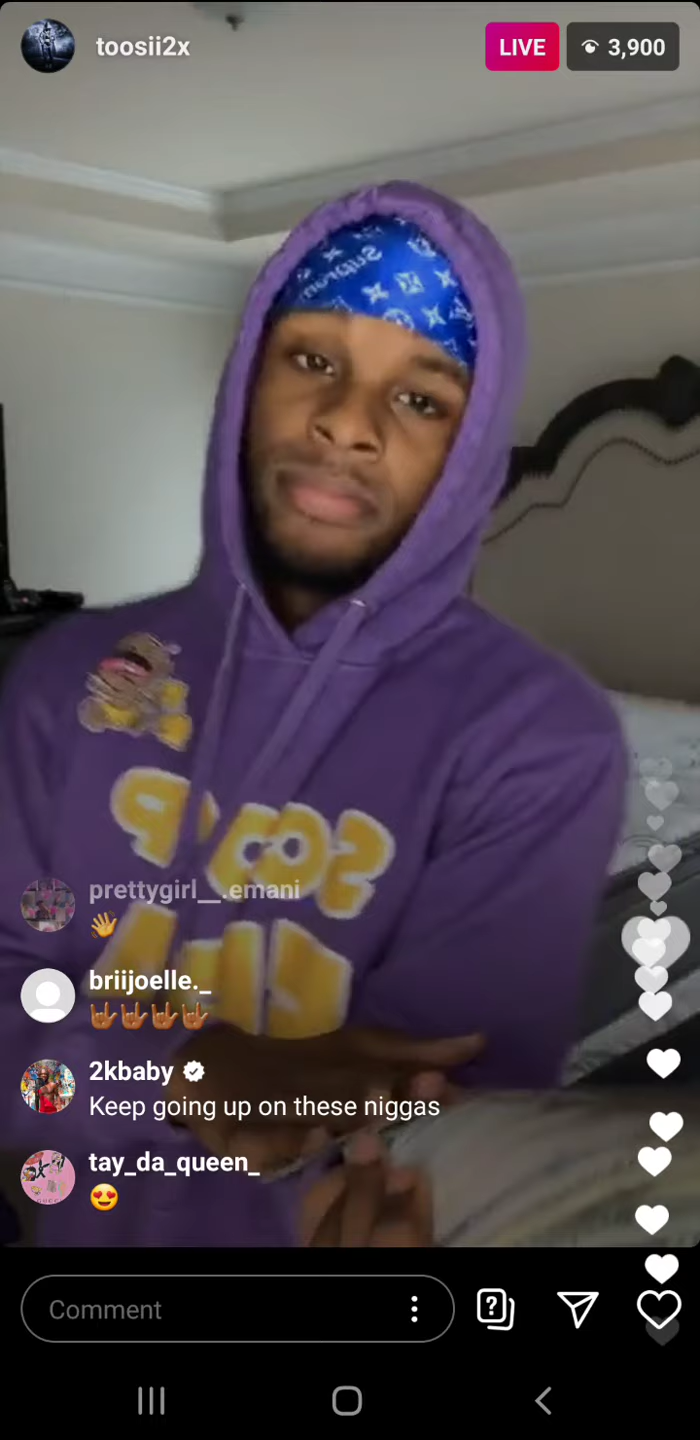 toosii2x
LIVE
3,900
prettygirl__.emani
👋🏾
briijoelle._
🤟🏾🤟🏾🤟🏾🤟🏾
2kbaby
Keep going up on these niggas
tay_da_queen_
😍
Comment